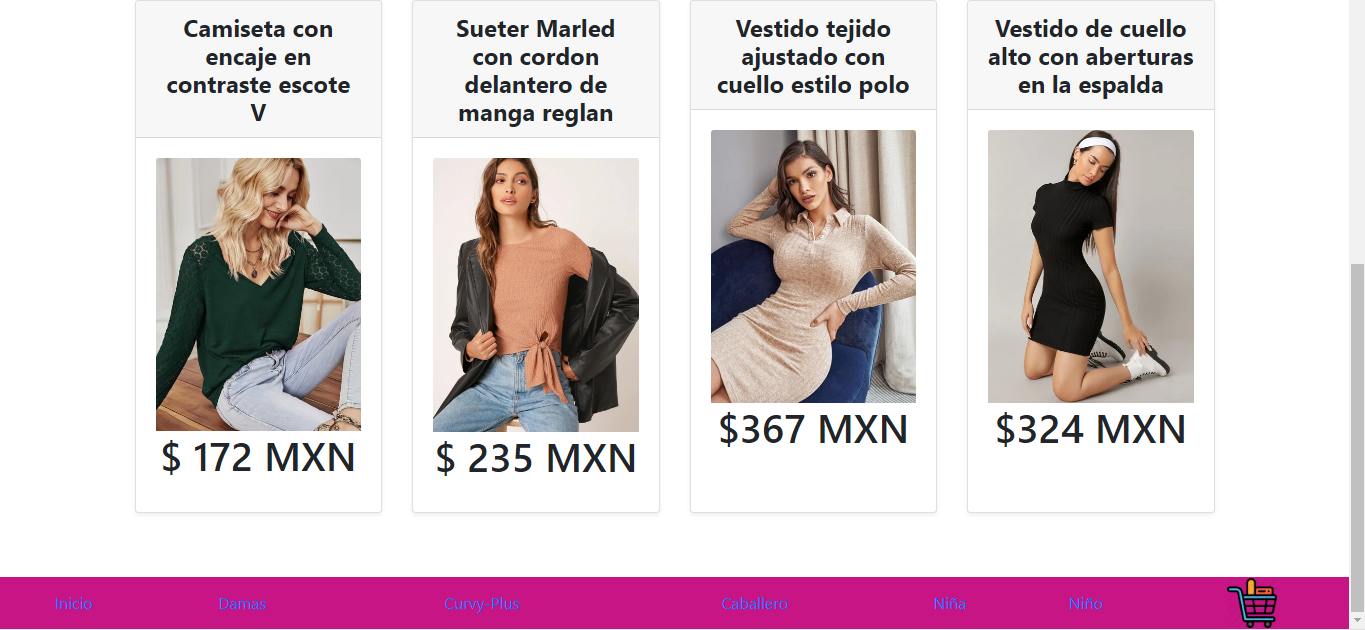 Camiseta con
encaje en
contraste escote
V
$ 172 MXN
Sueter Marled
con cordon
delantero de
manga reglan
$ 235 MXN
Vestido tejido
ajustado con
cuello estilo polo
$367 MXN
Vestido de cuello
alto con aberturas
en la espalda
$324 MXN
Inicio Damas Curvy-Plus Caballero Niña Niño